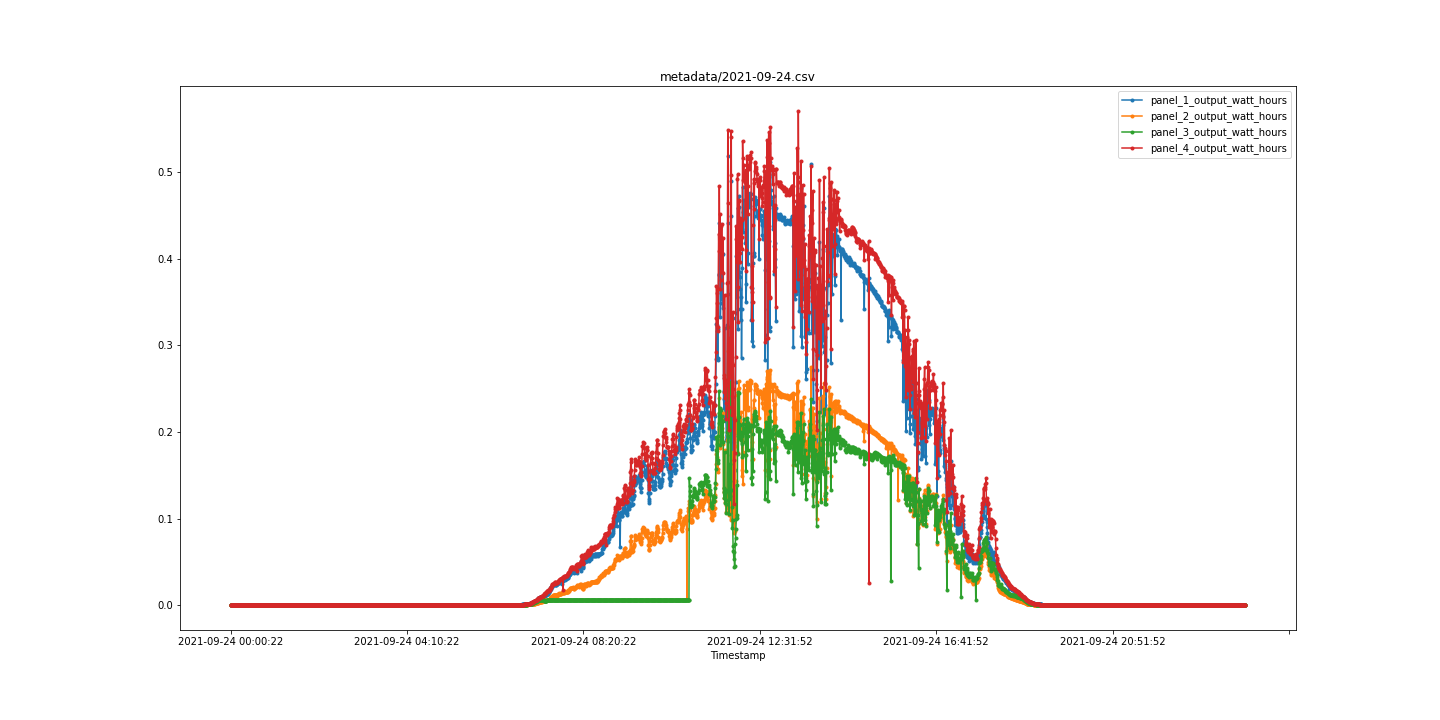 metadata/2021-09-24.csv
panel_1_output_watt_hours
panel_2_output_watt_hours
panel_3_output_watt_hours
panel_4_output_watt_hours
0.5
0.4
0.3
0.2
0.1
0.0
2021-09-24 00:00:22 2021-09-24 04:10:22 2021-09-24 08:20:22 2021-09-24 12:31:52 2021-09-24 16:41:52 2021-09-24 20:51:52
Timestamp